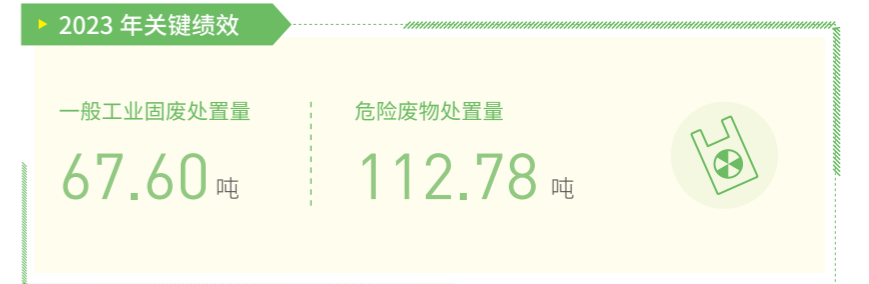 2023 年关键绩效
一般工业固废处置量
67.60 吨
危险废物处置量
112.78 吨